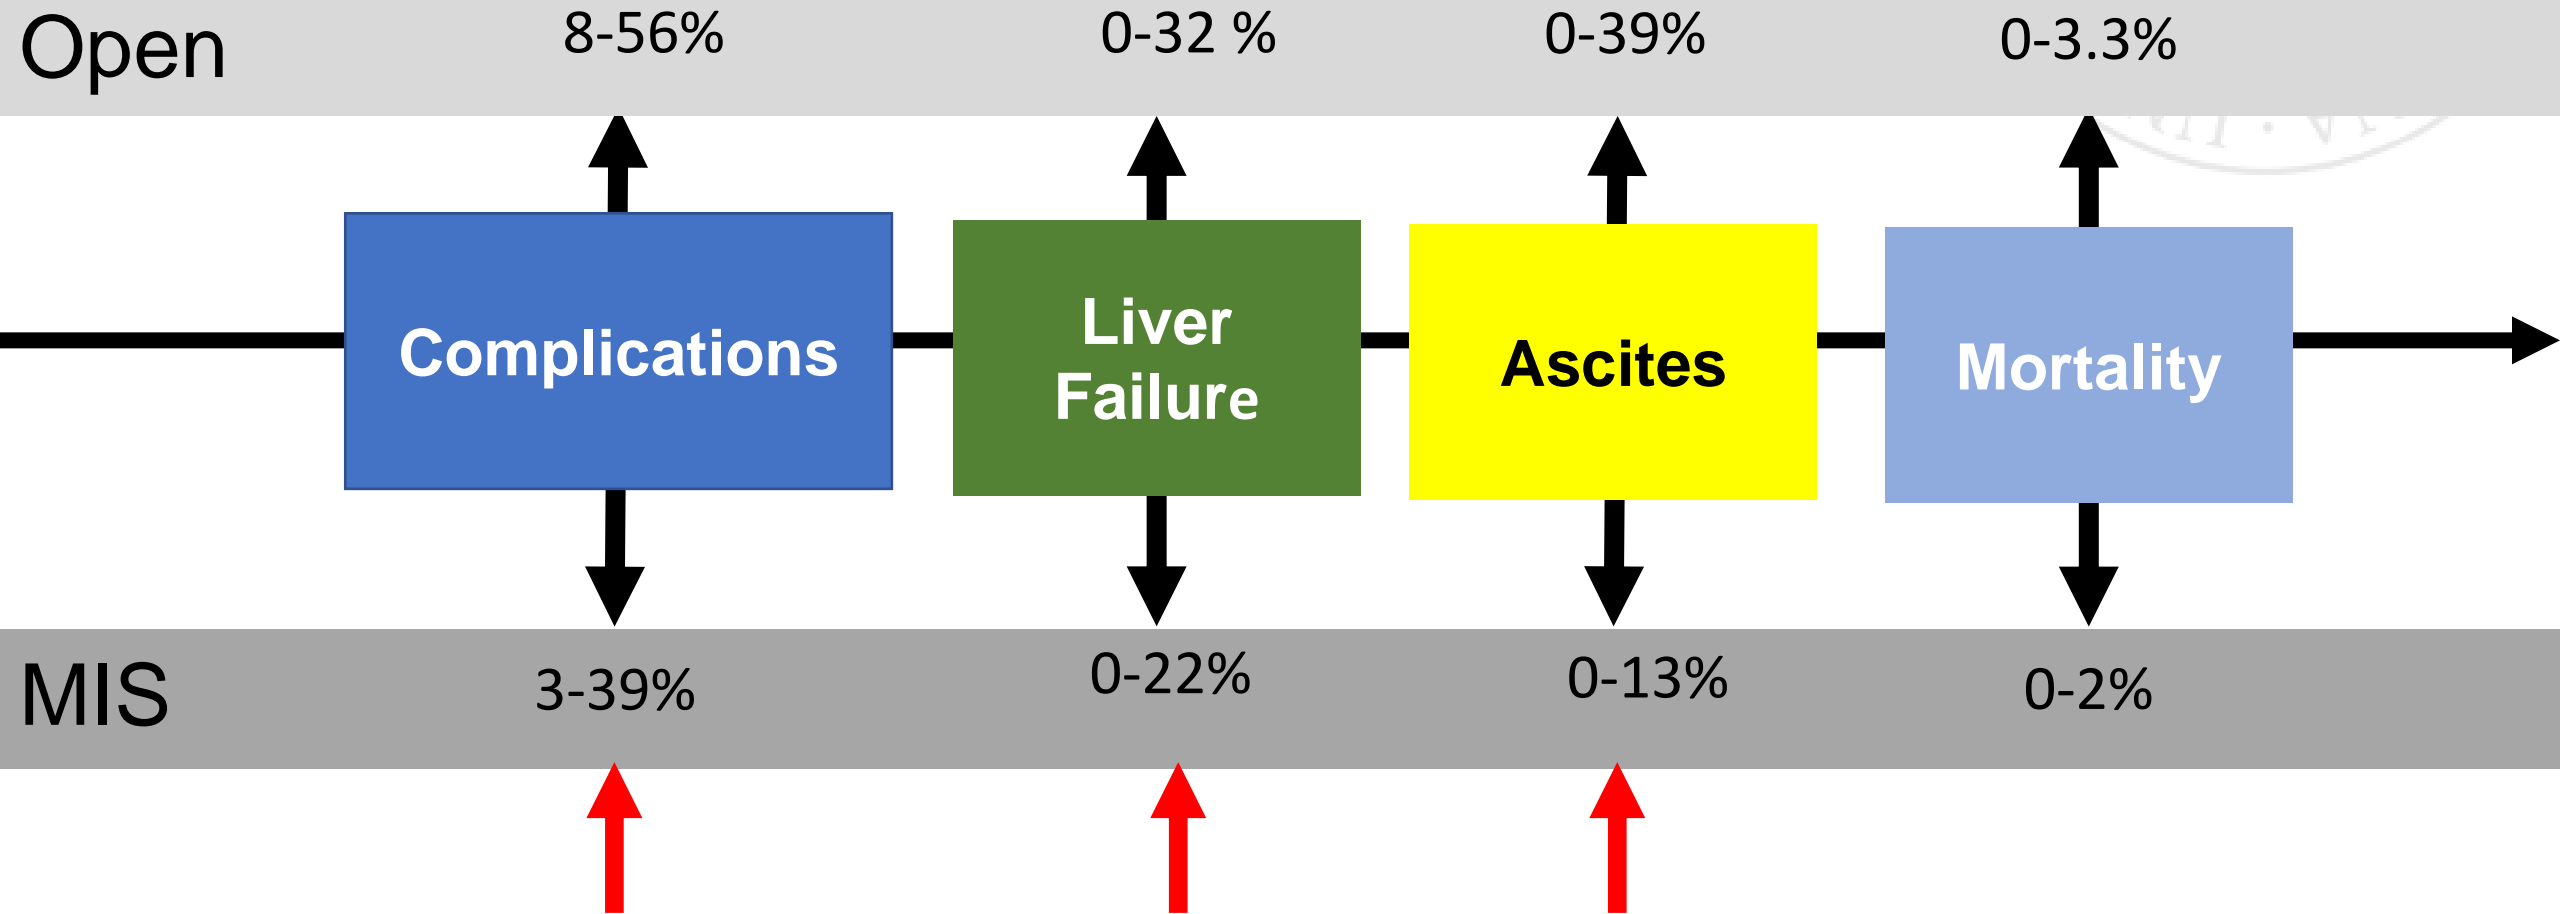 Open
8-56%
0-32 %
0-39%
0-3.3%
Complications
Liver
Failure
Ascites
Mortality
MIS
3-39%
0-22%
0-13%
0-2%